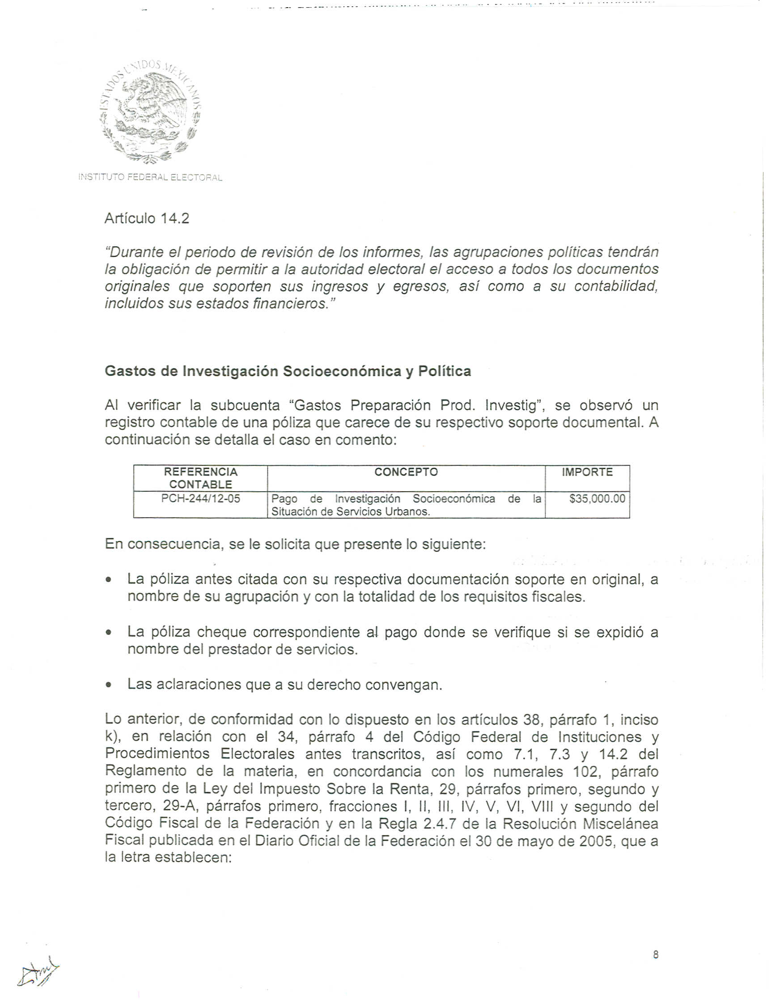 ESTADOS UNIDOS MEXICANOS
INSTITUTO FEDERAL ELECTORAL
Artículo 14.2
“Durante el periodo de revisión de los informes, las agrupaciones políticas tendrán
la obligación de permitir a la autoridad electoral el acceso a todos los documentos
originales que soporten sus ingresos y egresos, así como a su contabilidad,
incluidos sus estados financieros.”
Gastos de Investigación Socioeconómica y Política
Al verificar la subcuenta “Gastos Preparación Prod. Investig”, se observó un
registro contable de una póliza que carece de su respectivo soporte documental. A
continuación se detalla el caso en comento:
REFERENCIA CONCEPTO IMPORTE
CONTABLE
PCH-244/12-05 Pago de Investigación Socioeconómica de la $35,000.00
Situación de Servicios Urbanos.
En consecuencia, se le solicita que presente lo siguiente:
• La póliza antes citada con su respectiva documentación soporte en original, a
nombre de su agrupación y con la totalidad de los requisitos fiscales.
• La póliza cheque correspondiente al pago donde se verifique si se expidió a
nombre del prestador de servicios.
• Las aclaraciones que a su derecho convengan.
Lo anterior, de conformidad con lo dispuesto en los artículos 38, párrafo 1, inciso
k), en relación con el 34, párrafo 4 del Código Federal de Instituciones y
Procedimientos Electorales antes transcritos, así como 7.1, 7.3 y 14.2 del
Reglamento de la materia, en concordancia con los numerales 102, párrafo
primero de la Ley del Impuesto Sobre la Renta, 29, párrafos primero, segundo y
tercero, 29-A, párrafos primero, fracciones I, II, III, IV, V, VI, VIII y segundo del
Código Fiscal de la Federación y en la Regla 2.4.7 de la Resolución Miscelánea
Fiscal publicada en el Diario Oficial de la Federación el 30 de mayo de 2005, que a
la letra establecen:
8